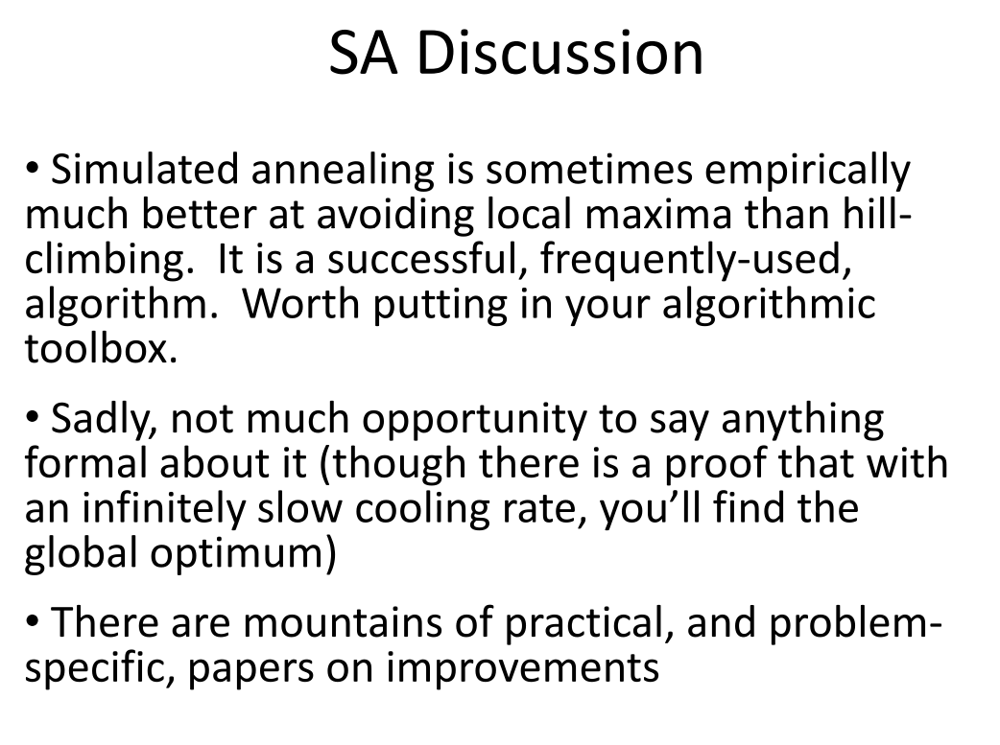 SA Discussion
• Simulated annealing is sometimes empirically
much better at avoiding local maxima than hill-
climbing.  It is a successful, frequently-used,
algorithm.  Worth putting in your algorithmic
toolbox.
• Sadly, not much opportunity to say anything
formal about it (though there is a proof that with
an infinitely slow cooling rate, you’ll find the
global optimum)
• There are mountains of practical, and problem-
specific, papers on improvements